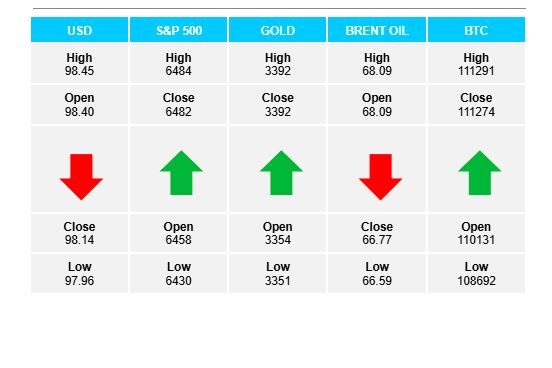 USD S&P 500 GOLD BRENT OIL BTC
High High High High High
98.45 6484 3392 68.09 111291
Open Close Close Open Close
98.40 6482 3392 68.09 111274
Close Open Open Close Open
98.14 6458 3354 66.77 110131
Low Low Low Low Low
97.96 6430 3351 66.59 108692